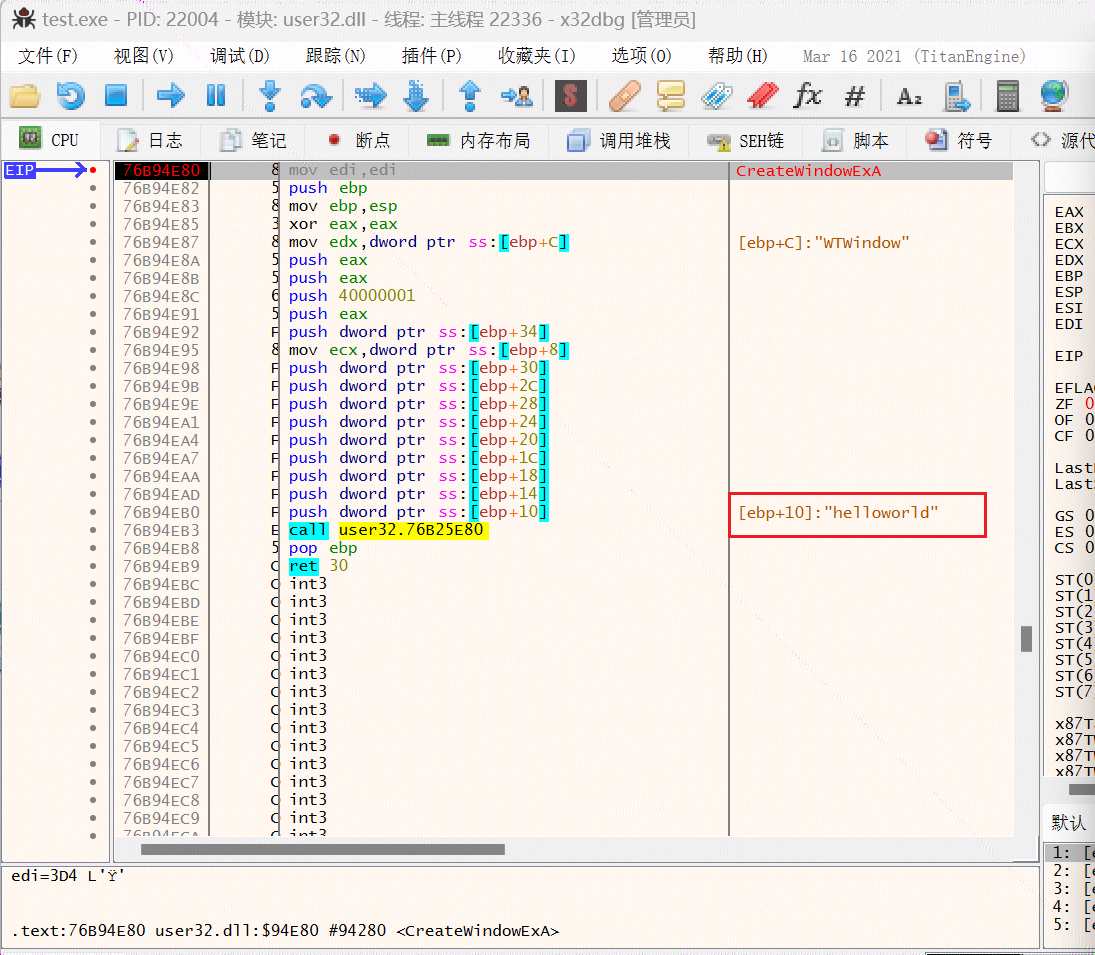 test.exe - PID: 22004 - 模块: user32.dll - 线程: 主线程 22336 - x32dbg [管理员]
文件(F) 视图(V) 调试(D) 跟踪(N) 插件(P) 收藏夹(I) 选项(O) 帮助(H) Mar 16 2021 (TitanEngine)
CPU 日志 笔记 断点 内存布局 调用堆栈 SEH链 脚本 符号 源代
EIP 76B94E80 8 mov edi,edi CreateWindowExA
76B94E82 5 push ebp
76B94E83 8 mov ebp,esp
76B94E85 3 xor eax,eax
76B94E87 8 mov edx,dword ptr ss:[ebp+C] [ebp+C]:"WTWindow"
76B94E8A 5 push eax
76B94E8B 5 push eax
76B94E8C 6 push 40000001
76B94E91 5 push eax
76B94E92 F push dword ptr ss:[ebp+34]
76B94E95 8 mov ecx,dword ptr ss:[ebp+8]
76B94E98 F push dword ptr ss:[ebp+30]
76B94E9B F push dword ptr ss:[ebp+2C]
76B94E9E F push dword ptr ss:[ebp+28]
76B94EA1 F push dword ptr ss:[ebp+24]
76B94EA4 F push dword ptr ss:[ebp+20]
76B94EA7 F push dword ptr ss:[ebp+1C]
76B94EAA F push dword ptr ss:[ebp+18]
76B94EAD F push dword ptr ss:[ebp+14]
76B94EB0 F push dword ptr ss:[ebp+10] [ebp+10]:"helloworld"
76B94EB3 E call user32.76B25E80
76B94EB8 5 pop ebp
76B94EB9 C ret 30
76B94EBC C int3
76B94EBD C int3
76B94EBE C int3
76B94EBF C int3
76B94EC0 C int3
76B94EC1 C int3
76B94EC2 C int3
76B94EC3 C int3
76B94EC4 C int3
76B94EC5 C int3
76B94EC6 C int3
76B94EC7 C int3
76B94EC8 C int3
76B94EC9 C int3
76B94ECA C int3
EAX
EBX
ECX
EDX
EBP
ESP
ESI
EDI
EIP
EFLAG
ZF 0
OF 0
CF 0
LastE
LastS
GS 0
ES 0
CS 0
ST(0)
ST(1)
ST(2)
ST(3)
ST(4)
ST(5)
ST(6)
ST(7)
x87T
x87TW
x87TW
x87TW
默认
1: [e
2: [e
3: [e
4: [e
5: [e
edi=3D4 L'ϔ'
.text:76B94E80 user32.dll:$94E80 #94280 <CreateWindowExA>